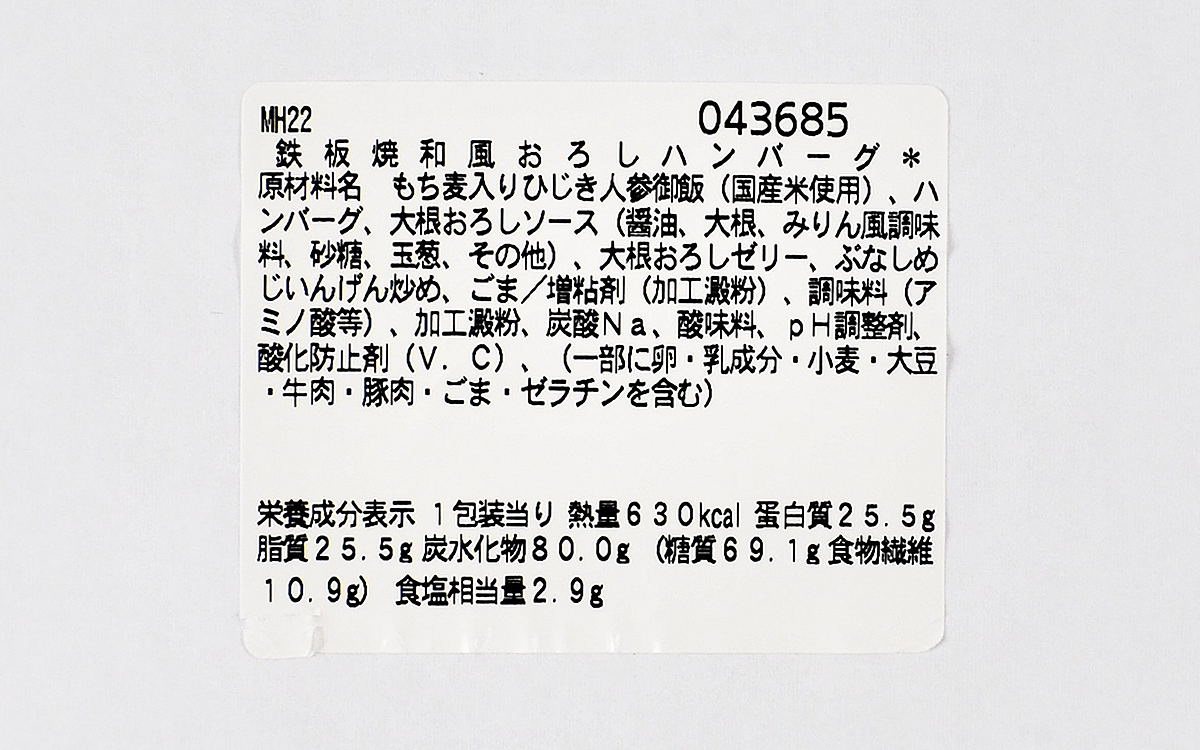 MH22
043685
鉄板焼和風おろしハンバーグ＊
原材料名　もち麦入りひじき人参御飯（国産米使用）、ハ
ンバーグ、大根おろしソース（醤油、大根、みりん風調味
料、砂糖、玉葱、その他）、大根おろしゼリー、ぶなしめ
じいんげん炒め、ごま／増粘剤（加工澱粉）、調味料（ア
ミノ酸等）、加工澱粉、炭酸Ｎａ、酸味料、ｐＨ調整剤、
酸化防止剤（Ｖ．Ｃ）、（一部に卵・乳成分・小麦・大豆
・牛肉・豚肉・ごま・ゼラチンを含む）
栄養成分表示 １包装当り 熱量６３０kcal 蛋白質２５.５g
脂質２５.５g 炭水化物８０.０g （糖質６９.１g 食物繊維
１０.９g） 食塩相当量２.９g